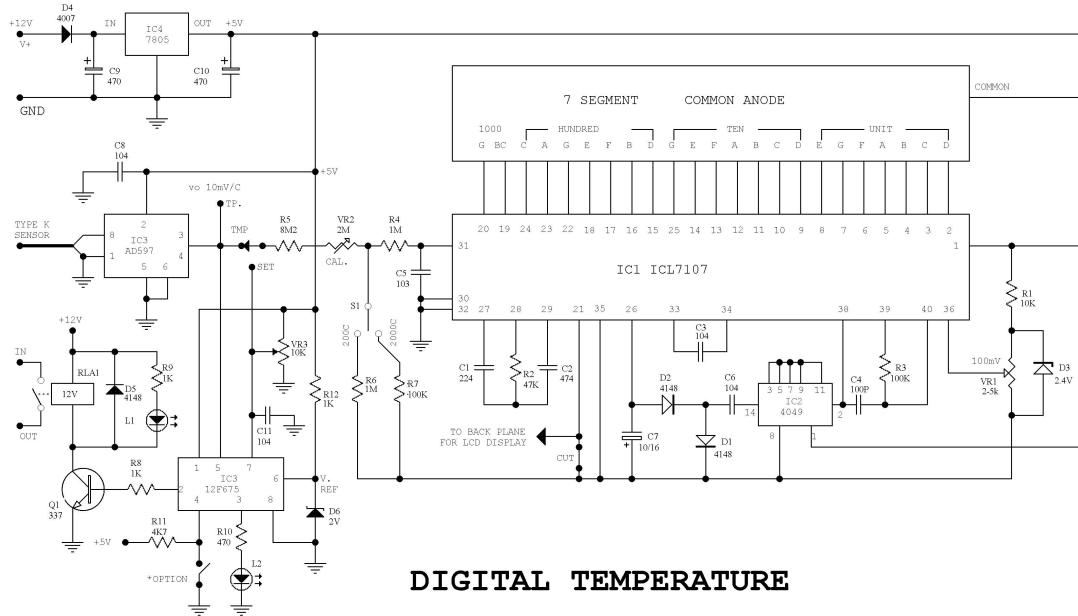 +12V
V+
D4
4007
IN
IC4
7805
OUT
+5V
C9
470
C10
470
GND
7 SEGMENT COMMON ANODE
COMMON
1000 HUNDRED TEN UNIT
G BC C A G E F B D G E F A B C D E G F A B C D
C8
104
+5V
vo 10mV/C
TP.
TYPE K
SENSOR
8
1
2
IC3
AD597
3
4
5 6
TMP
R5
8M2
VR2
2M
CAL.
R4
1M
SET
C5
103
20 19 24 23 22 18 17 16 15 25 14 13 12 11 10 9 8 7 6 5 4 3 2
31
IC1 ICL7107
1
30
32
27 28 29 21 35 26 33 34 38 39 40 36
R1
10K
S1
200C
2000C
C1
224
R2
47K
C2
474
C3
104
R3
100K
100mV
VR1
2-5k
D3
2.4V
+12V
IN
OUT
RLA1
12V
D5
4148
R9
1K
L1
VR3
10K
R12
1K
R6
1M
R7
100K
C11
104
TO BACK PLANE
FOR LCD DISPLAY
CUT
D2
4148
C6
104
3 5 7 9 11
14
IC2
4049
2
8
1
C4
100P
C7
10/16
D1
4148
R8
1K
Q1
337
1 5 7
2
IC3
12F675
6
4 3 8
V.
REF
D6
2V
R11
4K7
+5V
R10
470
L2
*OPTION
DIGITAL TEMPERATURE